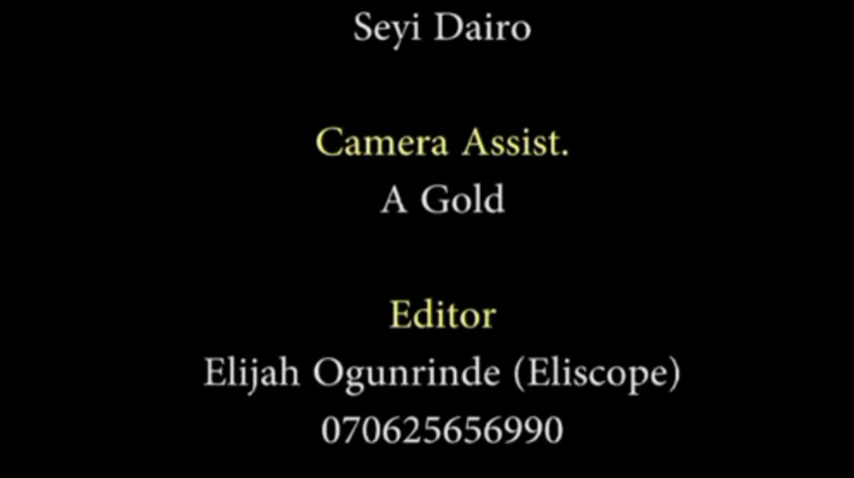 Seyi Dairo
Camera Assist.
A Gold
Editor
Elijah Ogunrinde (Eliscope)
070625656990